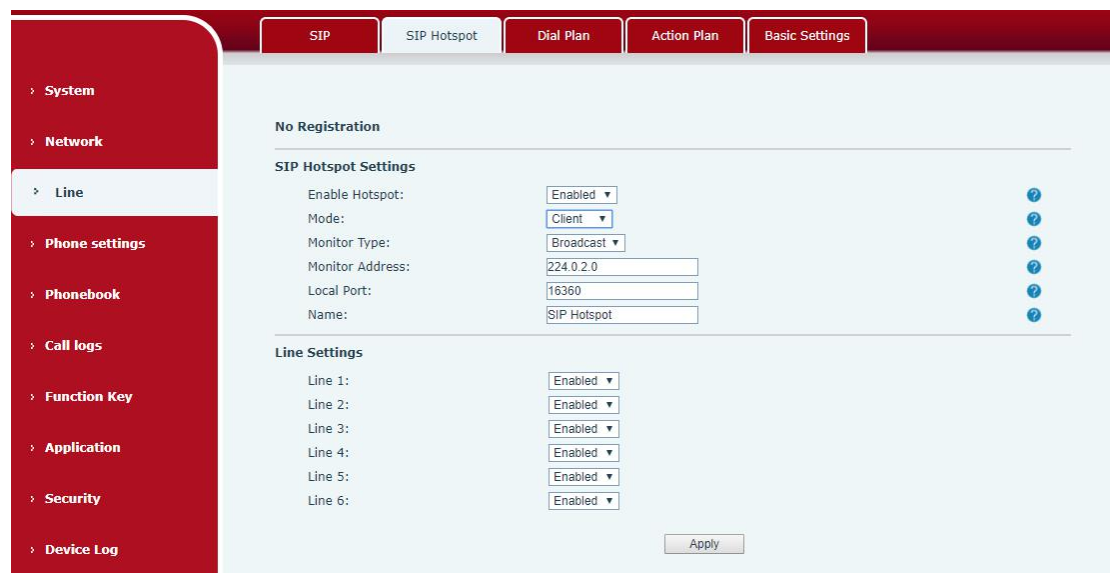 SIP
SIP Hotspot
Dial Plan
Action Plan
Basic Settings
System
Network
Line
Phone settings
Phonebook
Call logs
Function Key
Application
Security
Device Log
No Registration
SIP Hotspot Settings
Enable Hotspot: Enabled
Mode: Client
Monitor Type: Broadcast
Monitor Address: 224.0.2.0
Local Port: 16360
Name: SIP Hotspot
Line Settings
Line 1: Enabled
Line 2: Enabled
Line 3: Enabled
Line 4: Enabled
Line 5: Enabled
Line 6: Enabled
Apply